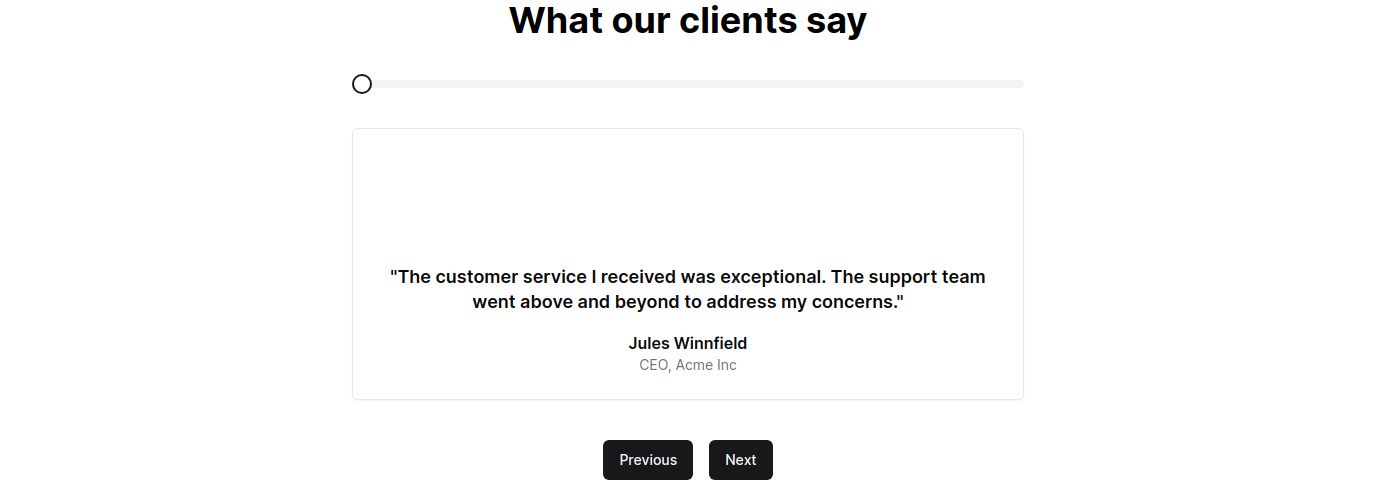 What our clients say
"The customer service I received was exceptional. The support team
went above and beyond to address my concerns."
Jules Winnfield
CEO, Acme Inc
Previous
Next